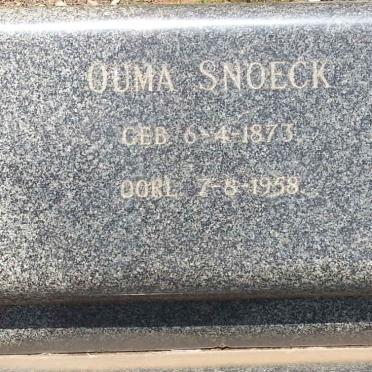 OUMA SNOECK
GEB 6-4-1873
OORL. 7-8-1958